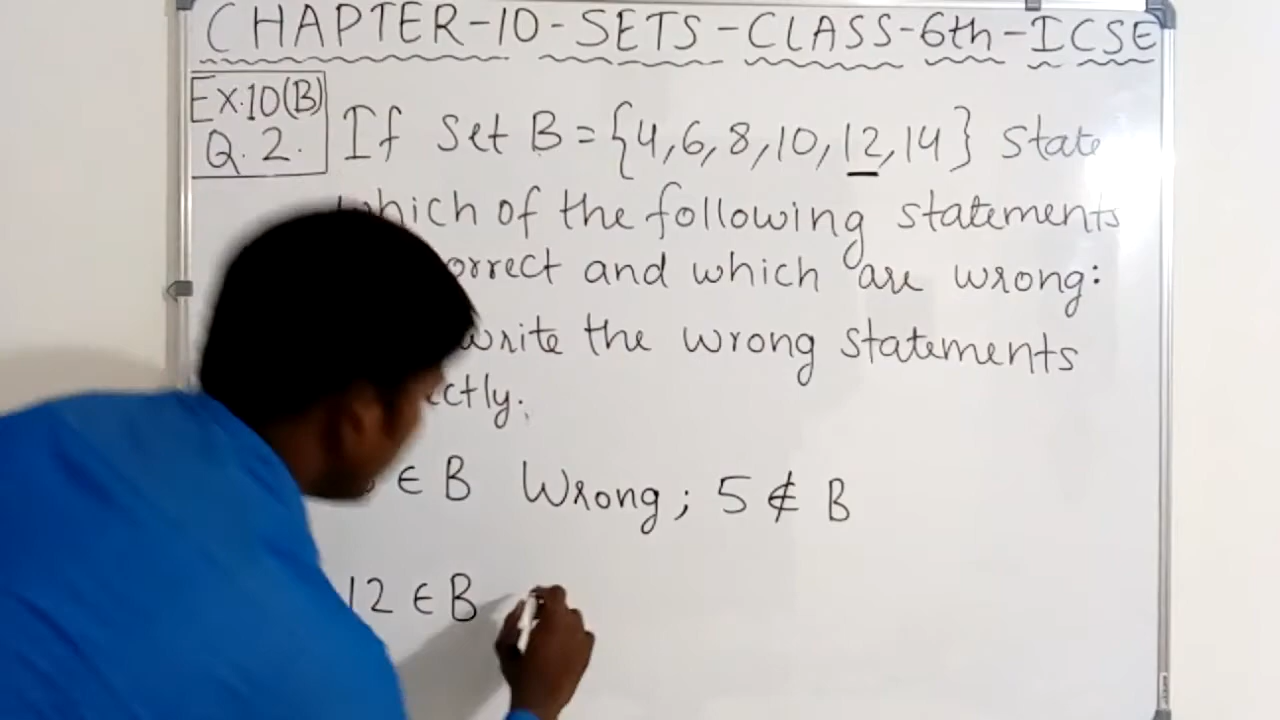 CHAPTER-10-SETS-CLASS-6th-ICSE
Ex.10(B)
Q.2.
If Set B = {4,6,8,10,12,14} state
which of the following statements
orrect and which are wrong:
write the wrong statements
ctly.
∈ B Wrong; 5 ∉ B
12 ∈ B